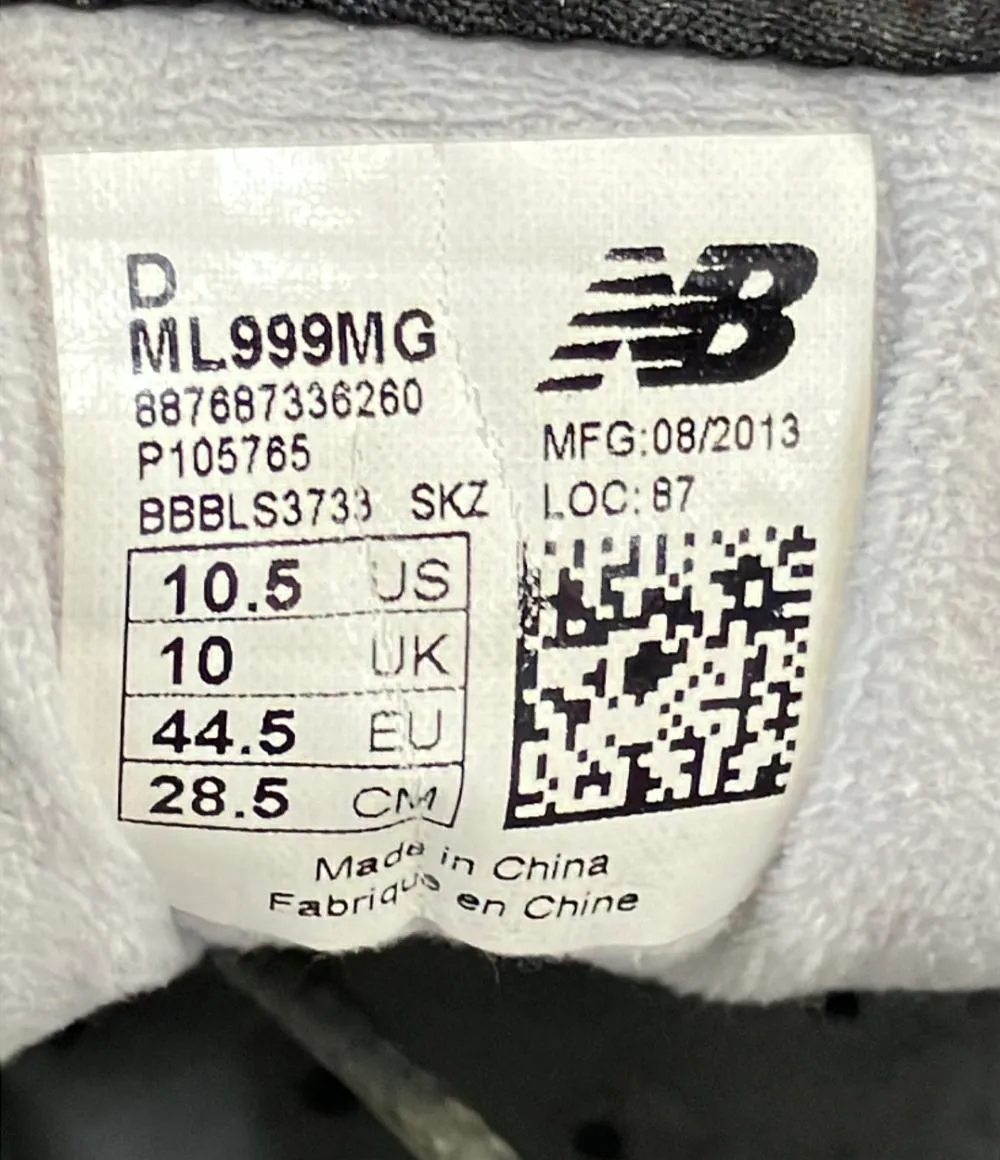 D
ML999MG
887687336260
P105765
BBBLS3733 SKZ
10.5 US
10 UK
44.5 EU
28.5 CM
NB
MFG:08/2013
LOC:87
Made in China
Fabriqué en Chine